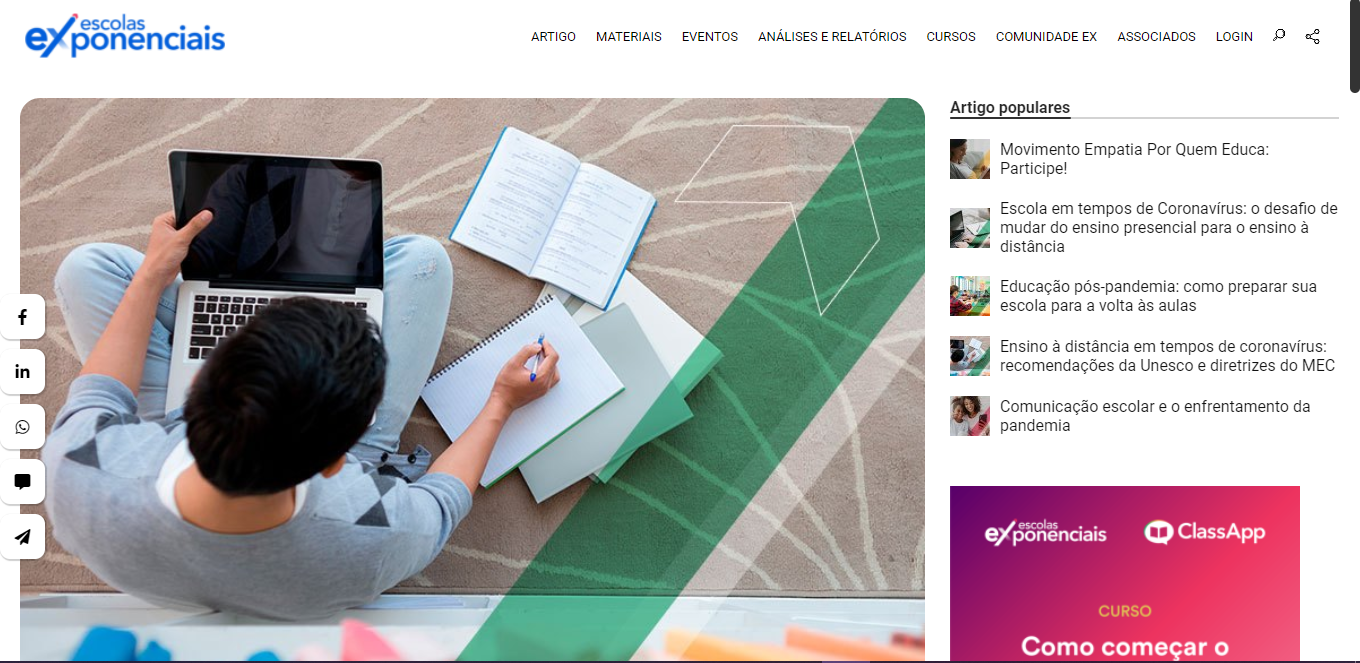 escolas
exponenciais
ARTIGO MATERIAIS EVENTOS ANÁLISES E RELATÓRIOS CURSOS COMUNIDADE EX ASSOCIADOS LOGIN
Artigo populares
Movimento Empatia Por Quem Educa:
Participe!
Escola em tempos de Coronavírus: o desafio de
mudar do ensino presencial para o ensino à
distância
Educação pós-pandemia: como preparar sua
escola para a volta às aulas
Ensino à distância em tempos de coronavírus:
recomendações da Unesco e diretrizes do MEC
Comunicação escolar e o enfrentamento da
pandemia
in
escolas
exponenciais
ClassApp
CURSO
Como começar o